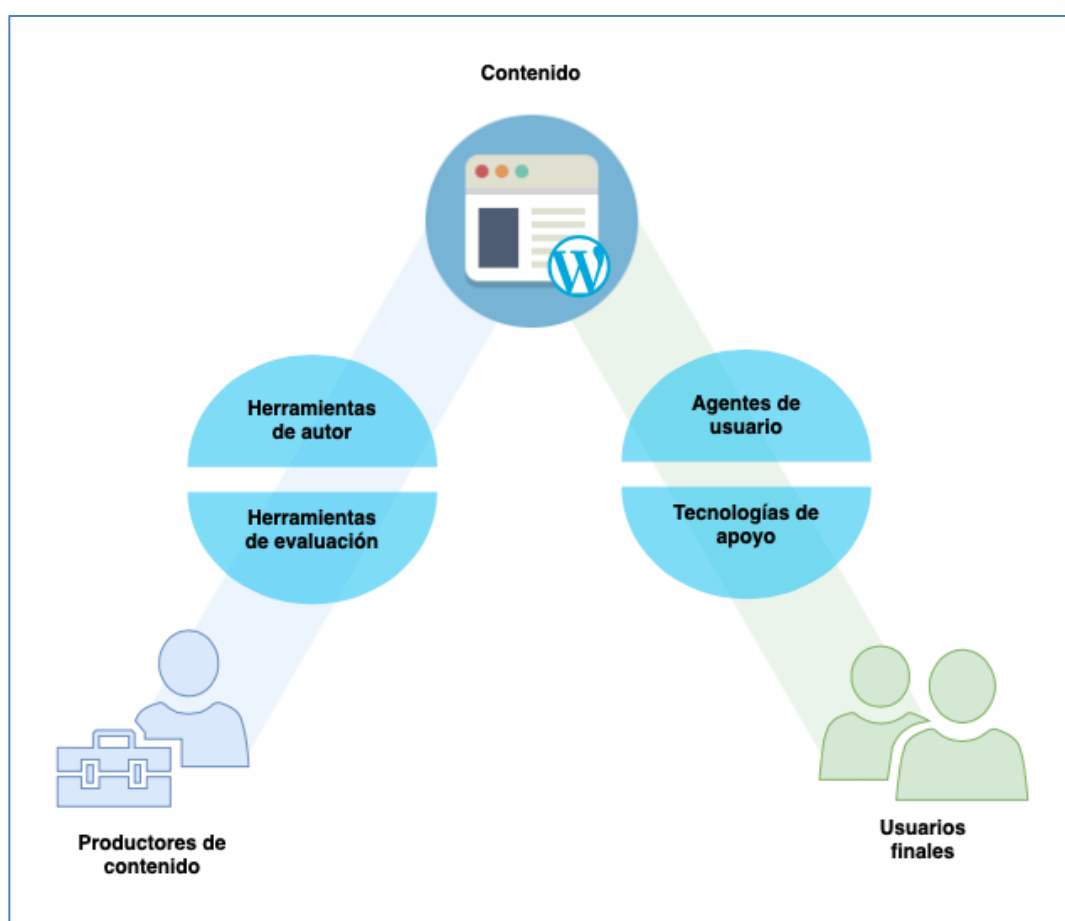 Contenido
Herramientas
de autor
Herramientas
de evaluación
Agentes de
usuario
Tecnologías de
apoyo
Productores de
contenido
Usuarios
finales